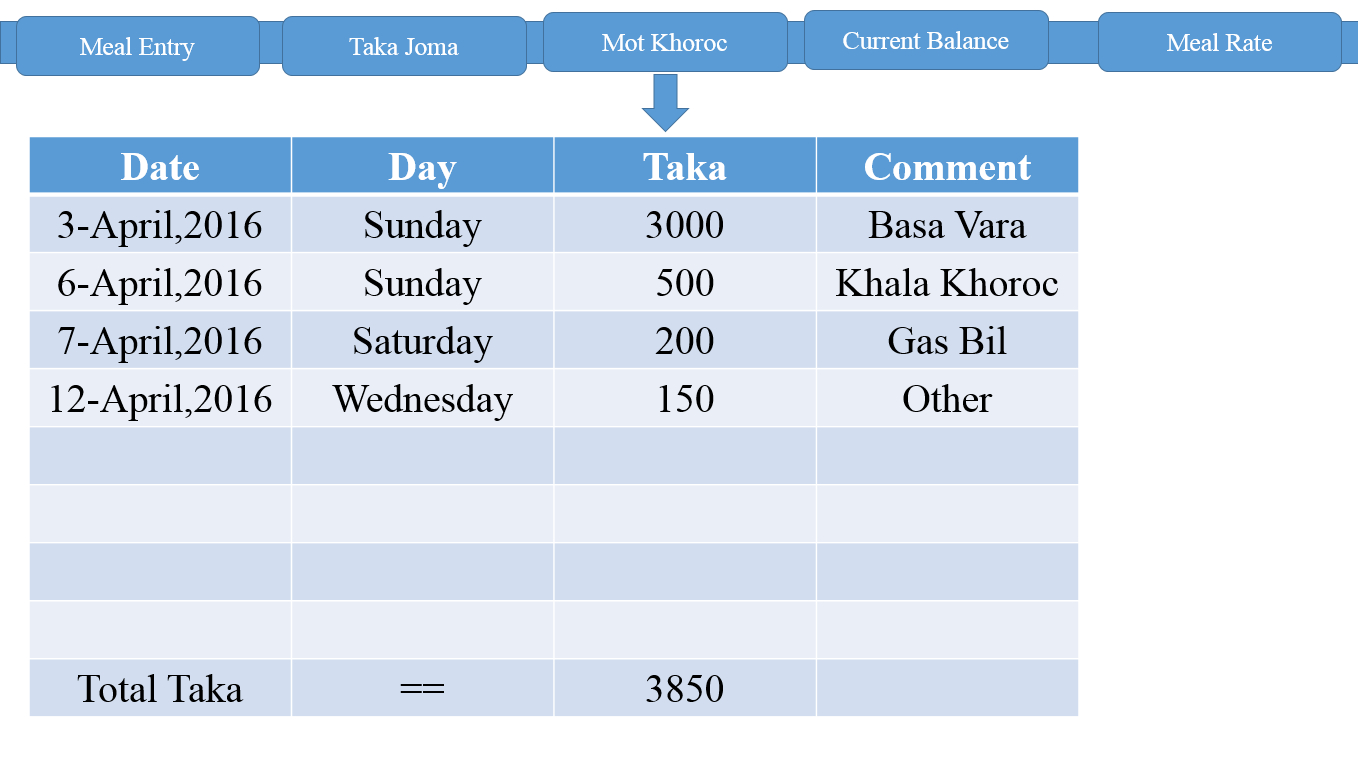 Meal Entry Taka Joma Mot Khoroc Current Balance Meal Rate
Date Day Taka Comment
3-April,2016 Sunday 3000 Basa Vara
6-April,2016 Sunday 500 Khala Khoroc
7-April,2016 Saturday 200 Gas Bil
12-April,2016 Wednesday 150 Other
Total Taka == 3850